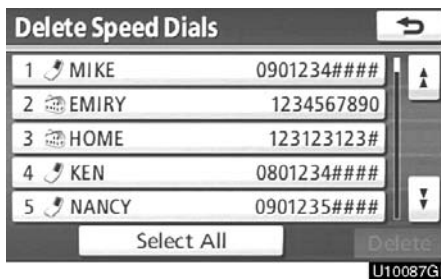 Delete Speed Dials
1 MIKE 0901234####
2 EMIRY 1234567890
3 HOME 123123123#
4 KEN 0801234####
5 NANCY 0901235####
Select All Delete
U10087G